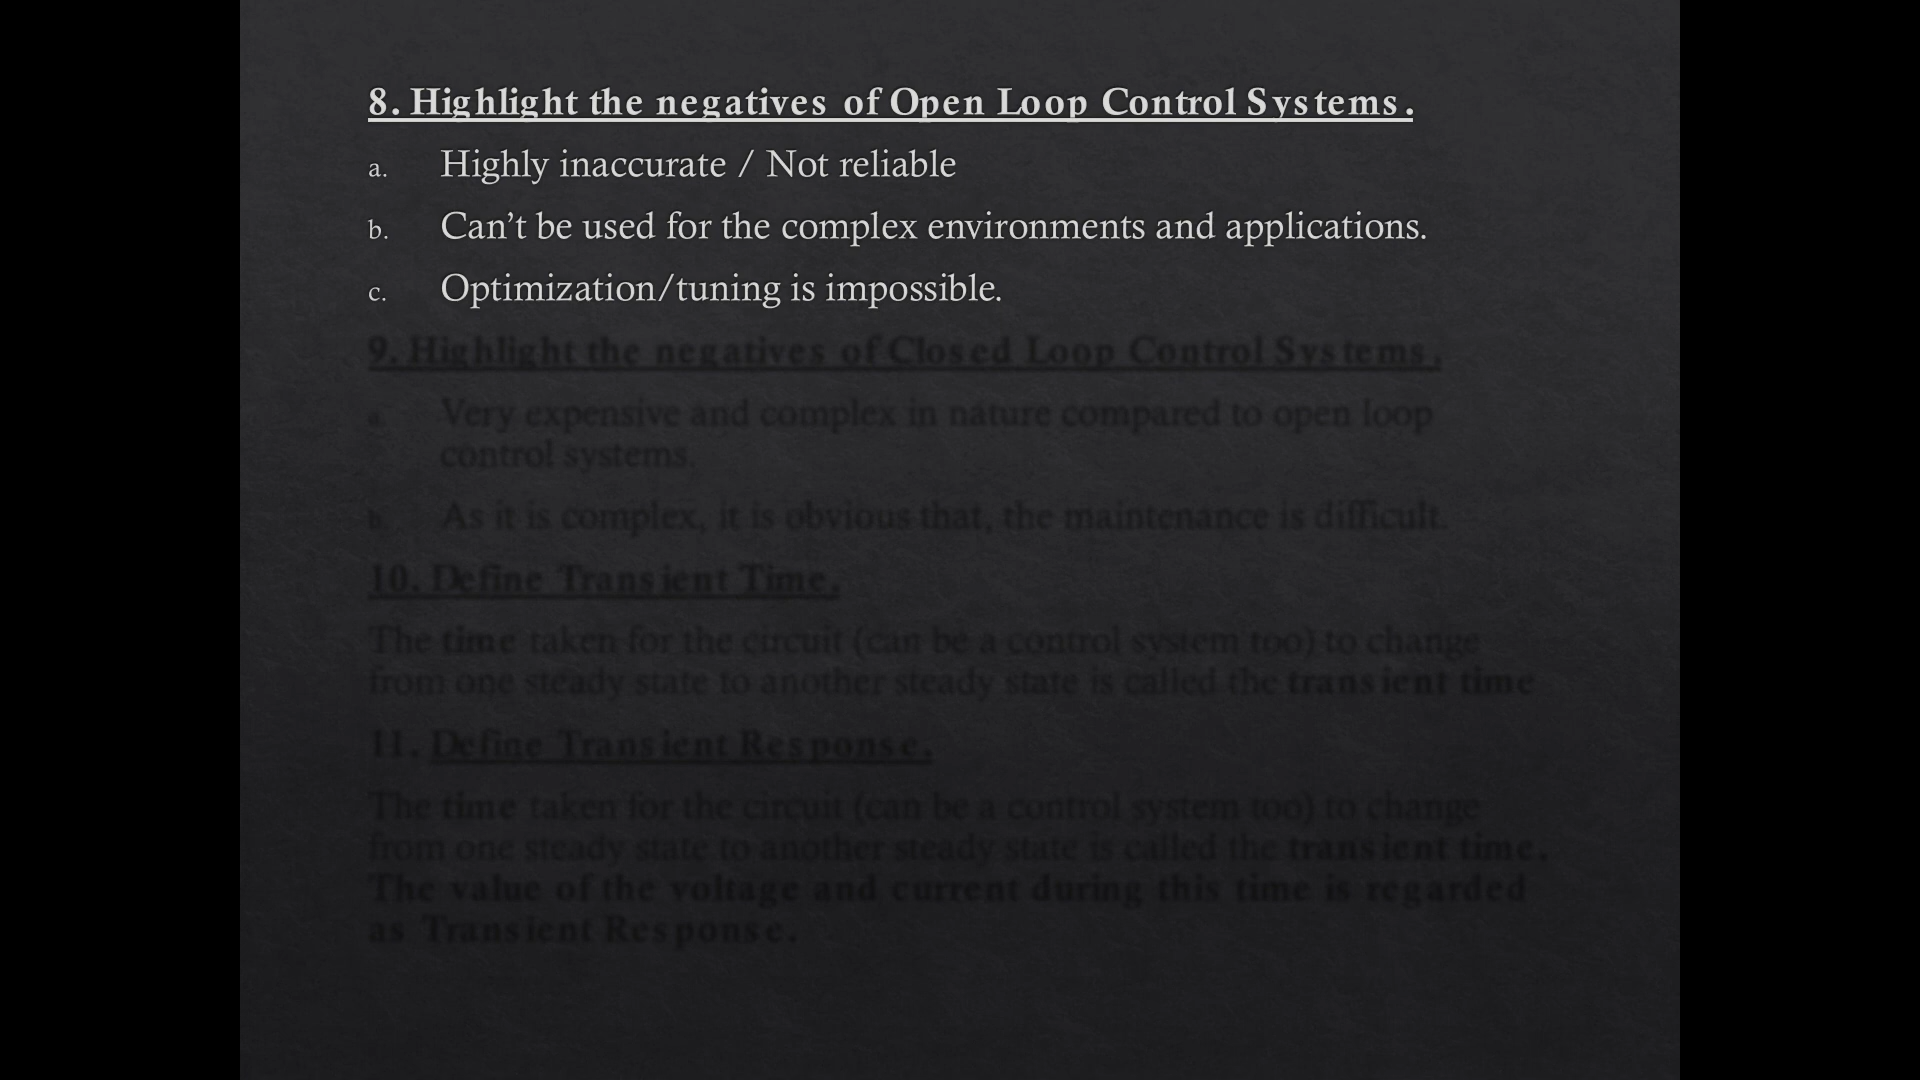 8. Highlight the negatives of Open Loop Control Systems.
a. Highly inaccurate / Not reliable
b. Can’t be used for the complex environments and applications.
c. Optimization/tuning is impossible.
9. Highlight the negatives of Closed Loop Control Systems.
a. Very expensive and complex in nature compared to open loop
control systems.
b. As it is complex, it is obvious that, the maintenance is difficult.
10. Define Transient Time.
The time taken for the circuit (can be a control system too) to change
from one steady state to another steady state is called the transient time
11. Define Transient Response.
The time taken for the circuit (can be a control system too) to change
from one steady state to another steady state is called the transient time.
The value of the voltage and current during this time is regarded
as Transient Response.